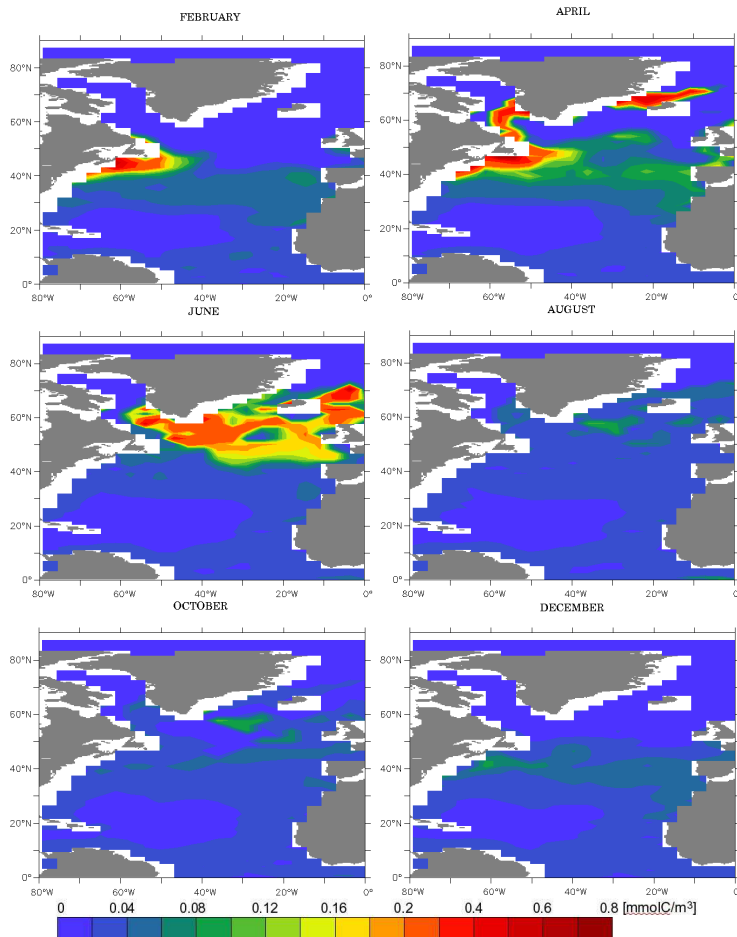 FEBRUARY APRIL
80°N 80°N
60°N 60°N
40°N 40°N
20°N 20°N
0° 0°
80°W 60°W 40°W 20°W 0° 80°W 60°W 40°W 20°W 0°
JUNE AUGUST
80°N 80°N
60°N 60°N
40°N 40°N
20°N 20°N
0° 0°
80°W 60°W 40°W 20°W 0° 80°W 60°W 40°W 20°W 0°
OCTOBER DECEMBER
80°N 80°N
60°N 60°N
40°N 40°N
20°N 20°N
0° 0°
80°W 60°W 40°W 20°W 0° 80°W 60°W 40°W 20°W 0°
0 0.04 0.08 0.12 0.16 0.2 0.4 0.6 0.8 [mmolC/m³]